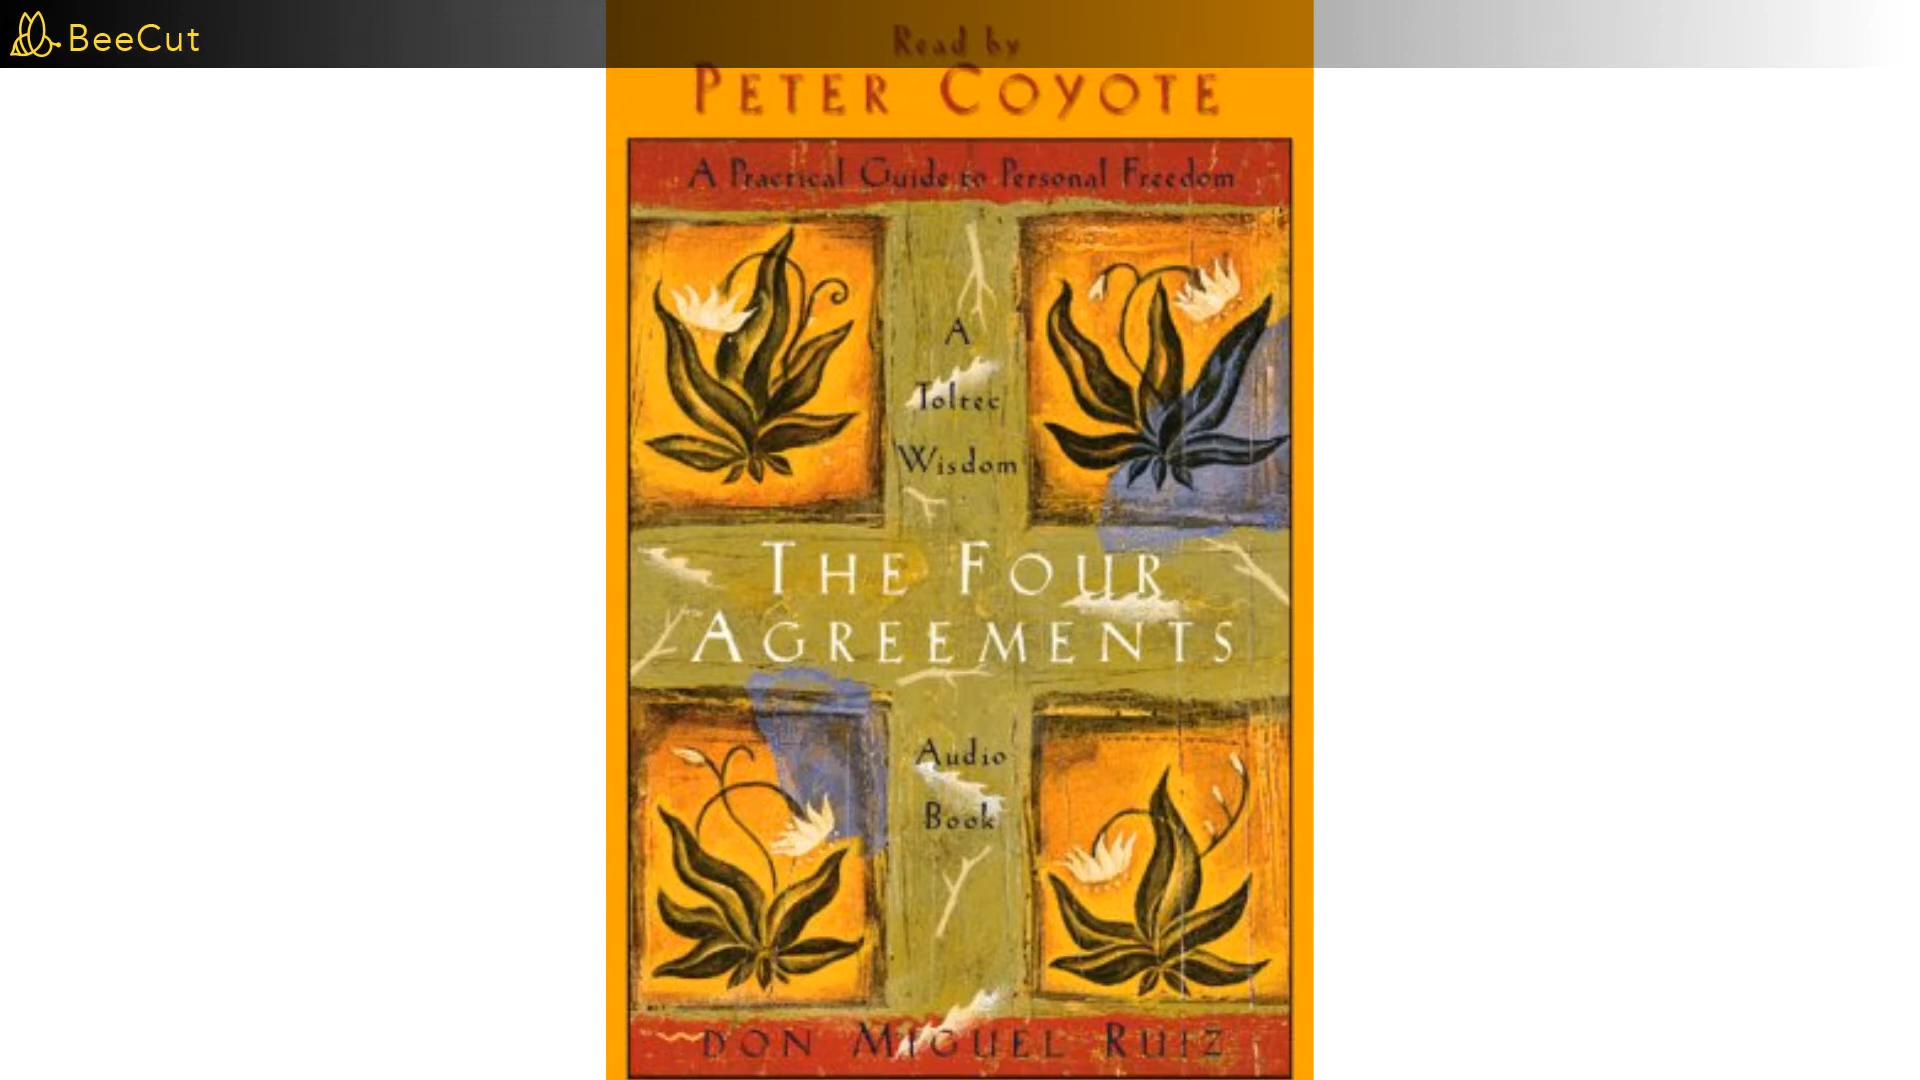 BeeCut
Read by
PETER COYOTE
A Practical Guide to Personal Freedom
A
Toltec
Wisdom
THE FOUR
AGREEMENTS
Audio
Book
DON MIGUEL RUIZ